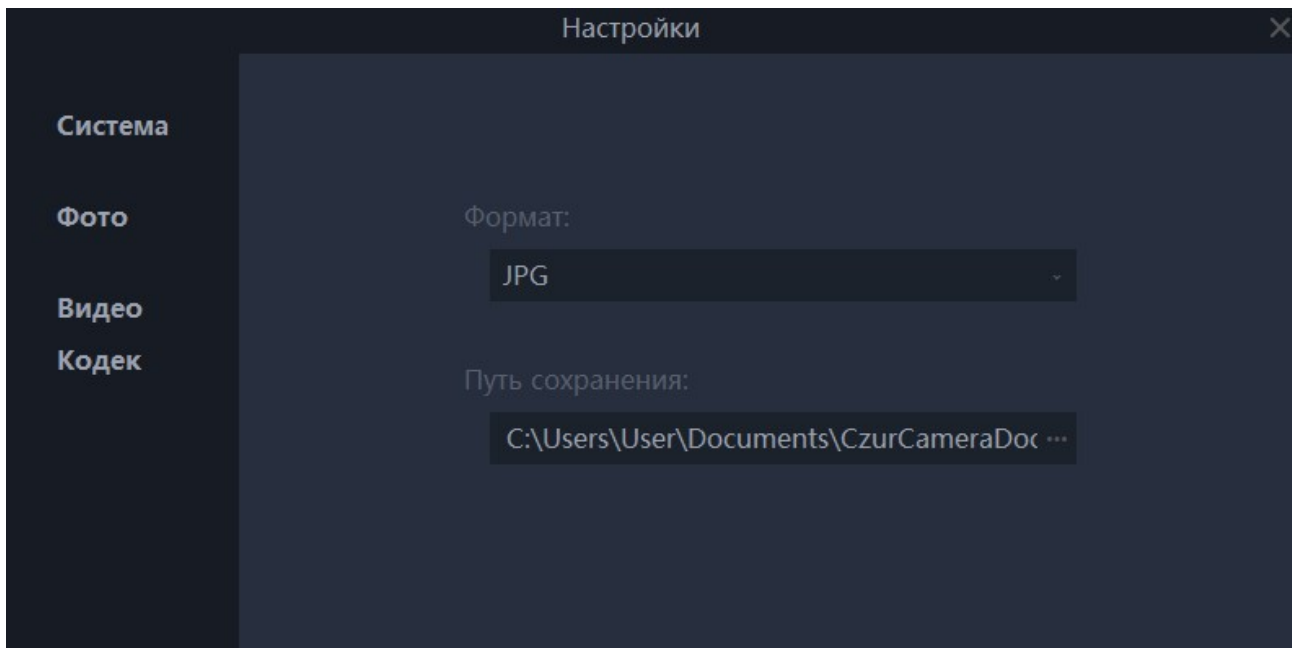 Настройки
Система
Фото
Видео
Кодек
Формат:
JPG
Путь сохранения:
C:\Users\User\Documents\CzurCameraDoc ...